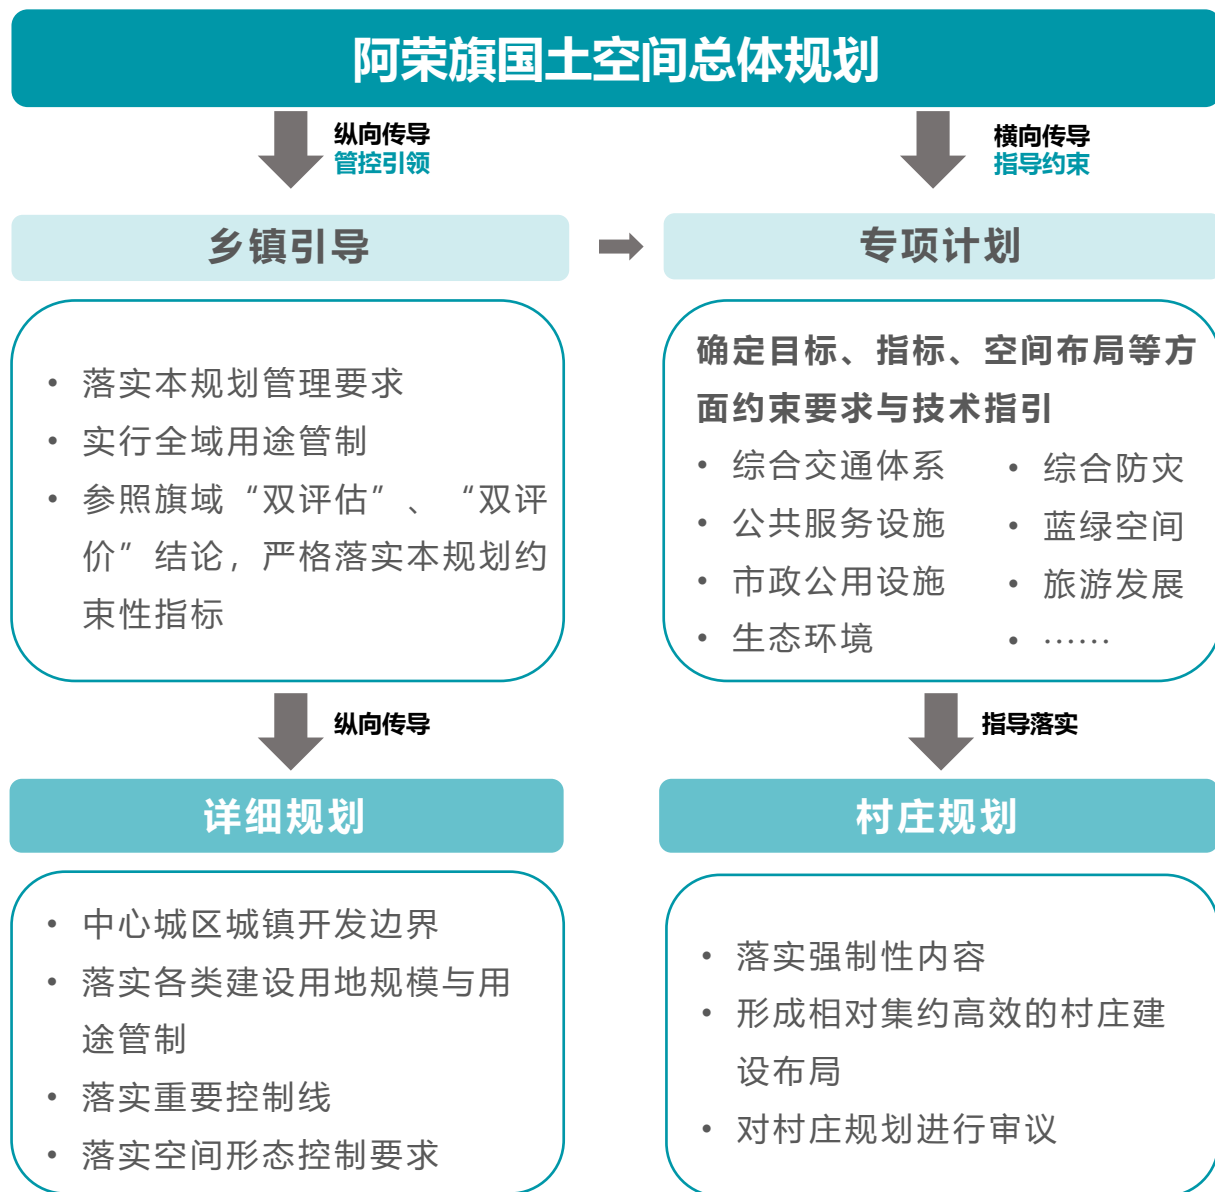 阿荣旗国土空间总体规划
纵向传导
管控引领
横向传导
指导约束
乡镇引导
专项计划
• 落实本规划管理要求
• 实行全域用途管制
• 参照旗域“双评估”、“双评
价”结论，严格落实本规划约
束性指标
确定目标、指标、空间布局等方
面约束要求与技术指引
• 综合交通体系
• 公共服务设施
• 市政公用设施
• 生态环境
• 综合防灾
• 蓝绿空间
• 旅游发展
• ……
纵向传导
指导落实
详细规划
村庄规划
• 中心城区城镇开发边界
• 落实各类建设用地规模与用
途管制
• 落实重要控制线
• 落实空间形态控制要求
• 落实强制性内容
• 形成相对集约高效的村庄建
设布局
• 对村庄规划进行审议